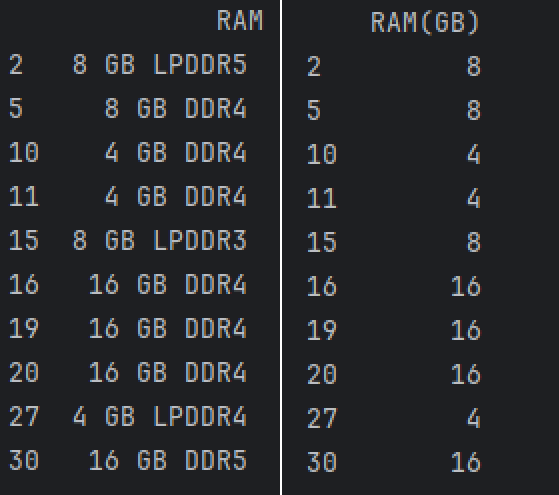 RAM
2 8 GB LPDDR5
5 8 GB DDR4
10 4 GB DDR4
11 4 GB DDR4
15 8 GB LPDDR3
16 16 GB DDR4
19 16 GB DDR4
20 16 GB DDR4
27 4 GB LPDDR4
30 16 GB DDR5
RAM(GB)
2 8
5 8
10 4
11 4
15 8
16 16
19 16
20 16
27 4
30 16